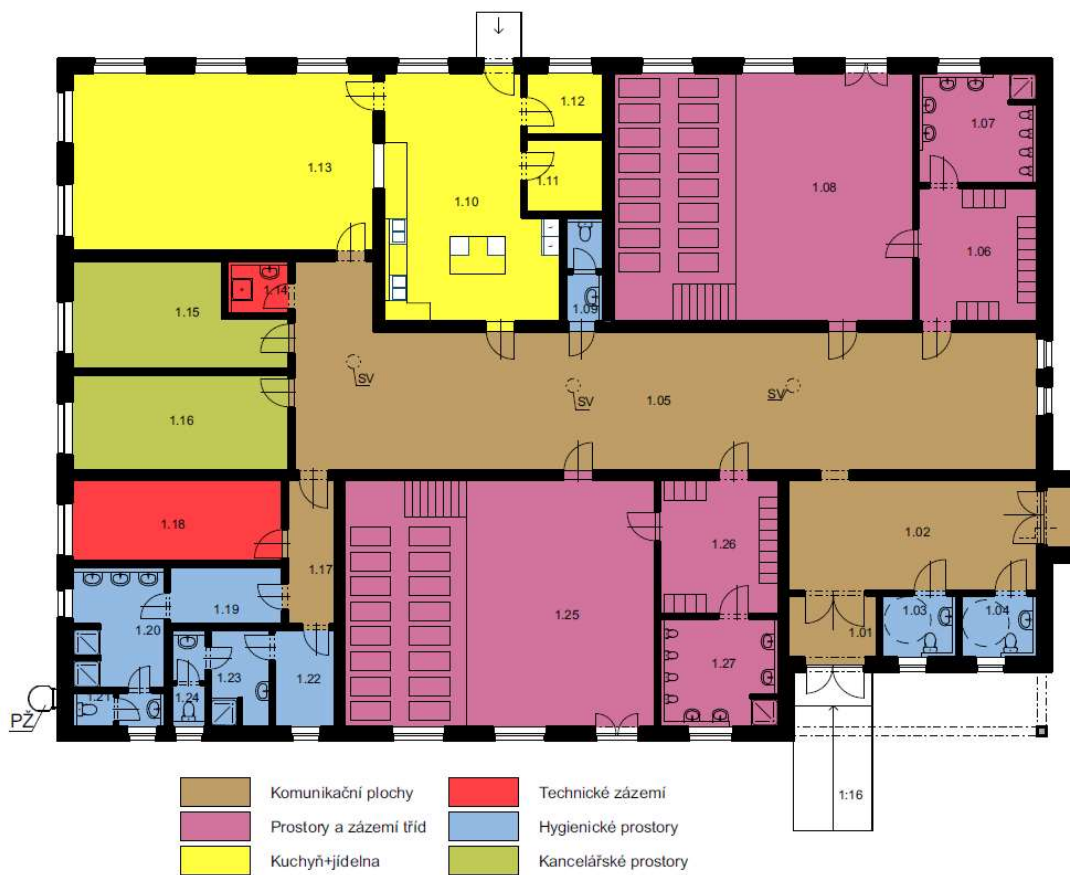 1.12
1.07
1.13
1.11
1.08
1.10
1.06
1.14
1.09
1.15
SV
SV
SV
1.05
1.16
1.18
1.02
1.17
1.26
1.19
1.03
1.04
1.25
1.20
1.01
1.27
1.23
1.22
1.21
1.24
PŽ
1:16
Komunikační plochy
Technické zázemí
Prostory a zázemí tříd
Hygienické prostory
Kuchyň+jídelna
Kancelářské prostory